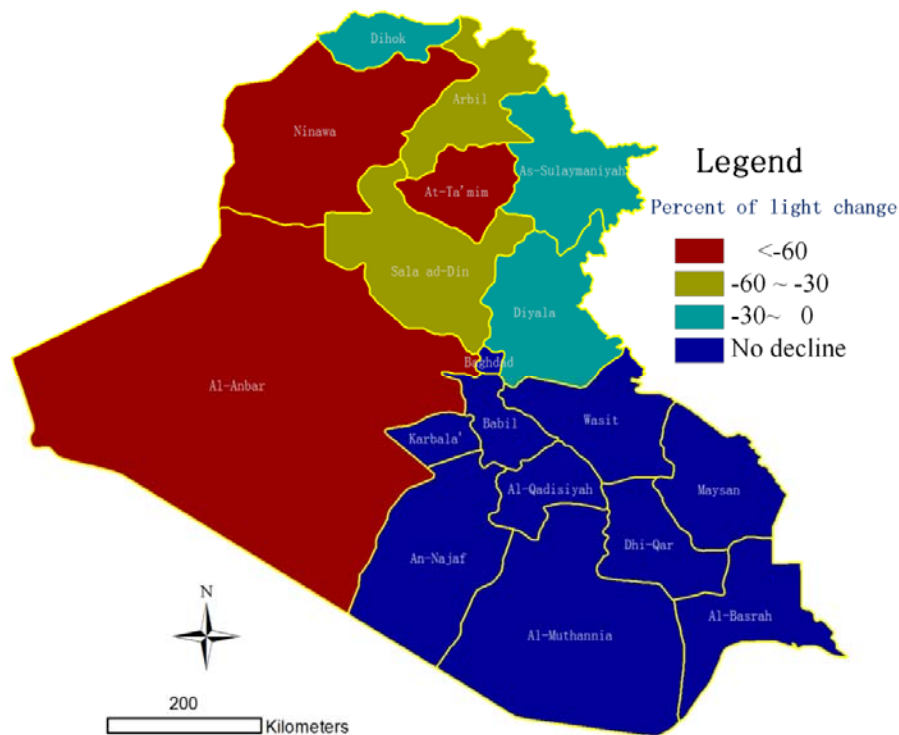 Dihok
Arbil
Ninawa
As-Sulaymaniyah
At-Ta'mim
Sala ad-Din
Diyala
Baghdad
Al-Anbar
Babil
Wasit
Karbala'
Al-Qadisiyah
Maysan
Dhi-Qar
An-Najaf
Al-Basrah
Al-Muthannia
Legend
Percent of light change
<-60
-60 ~ -30
-30~ 0
No decline
N
200
Kilometers